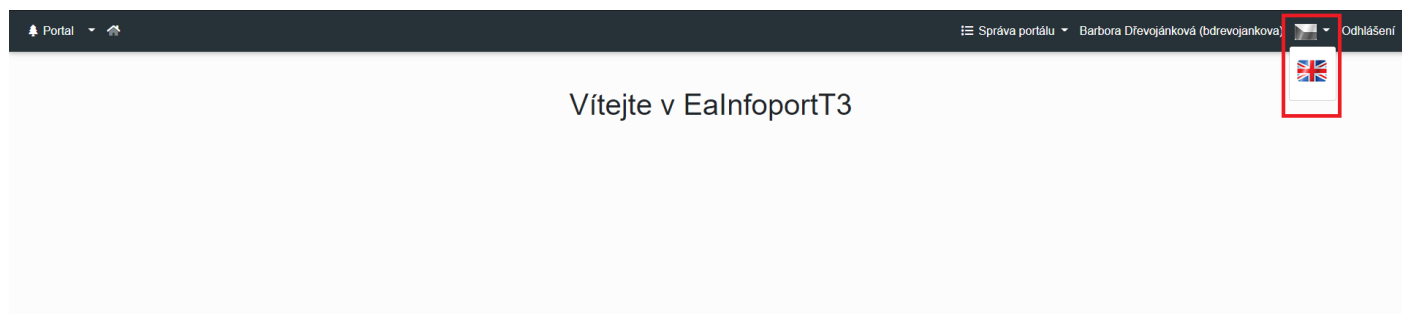 Portal
Správa portálu
Barbora Dřevojánková (bdrevojankova)
Odhlášení
Vítejte v EaInfoportT3